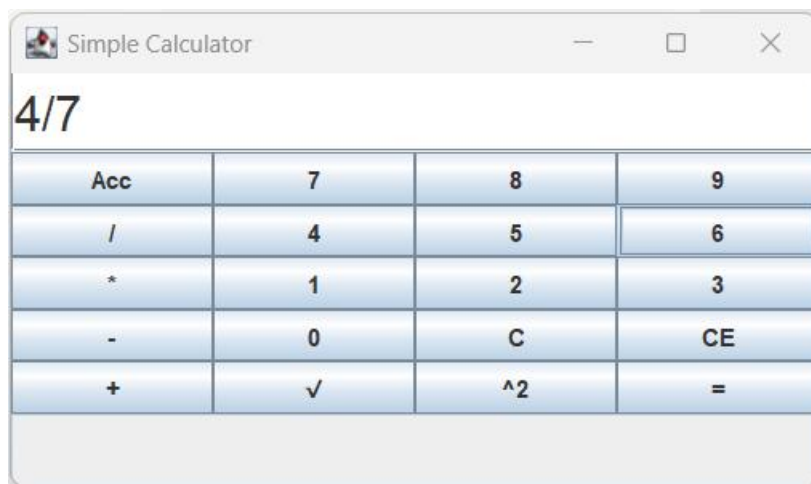 Simple Calculator
4/7
Acc 7 8 9
/ 4 5 6
* 1 2 3
- 0 C CE
+ √ ^2 =